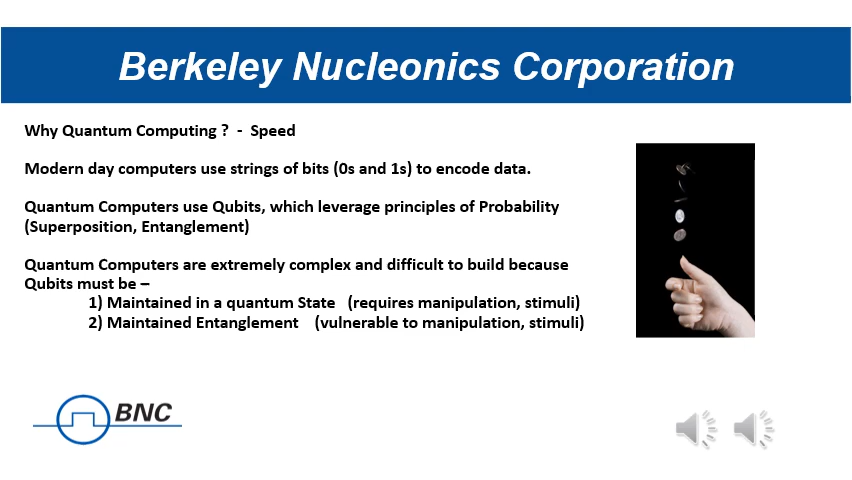 Berkeley Nucleonics Corporation
Why Quantum Computing ? - Speed
Modern day computers use strings of bits (0s and 1s) to encode data.
Quantum Computers use Qubits, which leverage principles of Probability
(Superposition, Entanglement)
Quantum Computers are extremely complex and difficult to build because
Qubits must be –
1) Maintained in a quantum State (requires manipulation, stimuli)
2) Maintained Entanglement (vulnerable to manipulation, stimuli)
BNC